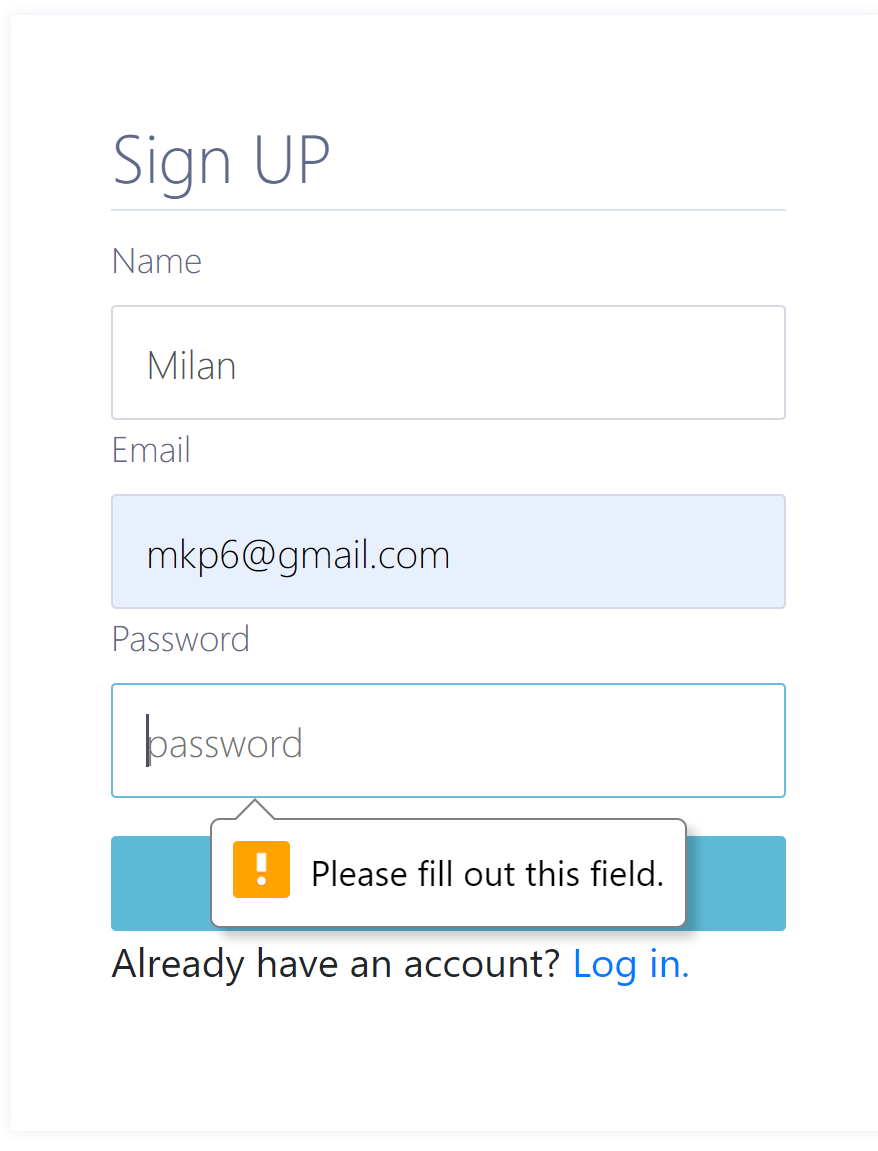 Sign UP
Name
Milan
Email
mkp6@gmail.com
Password
password
! Please fill out this field.
Already have an account? Log in.